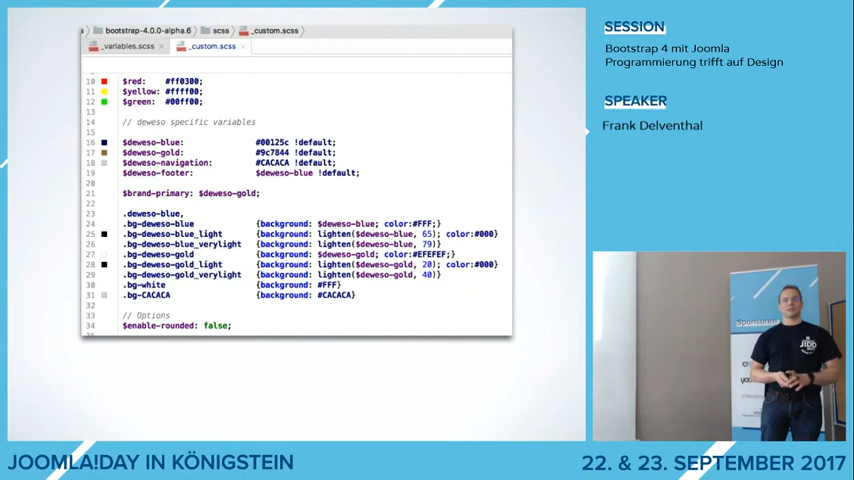 bootstrap-4.0.0-alpha.6 scss _custom.scss
_variables.scss × _custom.scss ×
10 $red: #ff0300;
11 $yellow: #ffff00;
12 $green: #00ff00;
13
14 // deweso specific variables
15
16 $deweso-blue: #00125c !default;
17 $deweso-gold: #9c7844 !default;
18 $deweso-navigation: #CACACA !default;
19 $deweso-footer: $deweso-blue !default;
20
21 $brand-primary: $deweso-gold;
22
23 .deweso-blue,
24 .bg-deweso-blue {background: $deweso-blue; color:#FFF;}
25 .bg-deweso-blue_light {background: lighten($deweso-blue, 65); color:#000}
26 .bg-deweso-blue_verylight {background: lighten($deweso-blue, 79)}
27 .bg-deweso-gold {background: $deweso-gold; color:#EFEFEF;}
28 .bg-deweso-gold_light {background: lighten($deweso-gold, 20); color:#000}
29 .bg-deweso-gold_verylight {background: lighten($deweso-gold, 40)}
30 .bg-white {background: #FFF}
31 .bg-CACACA {background: #CACACA}
32
33 // Options
34 $enable-rounded: false;
SESSION
Bootstrap 4 mit Joomla
Programmierung trifft auf Design
SPEAKER
Frank Delventhal
Sponsoren
JOOMLA!DAY IN KÖNIGSTEIN
22. & 23. SEPTEMBER 2017